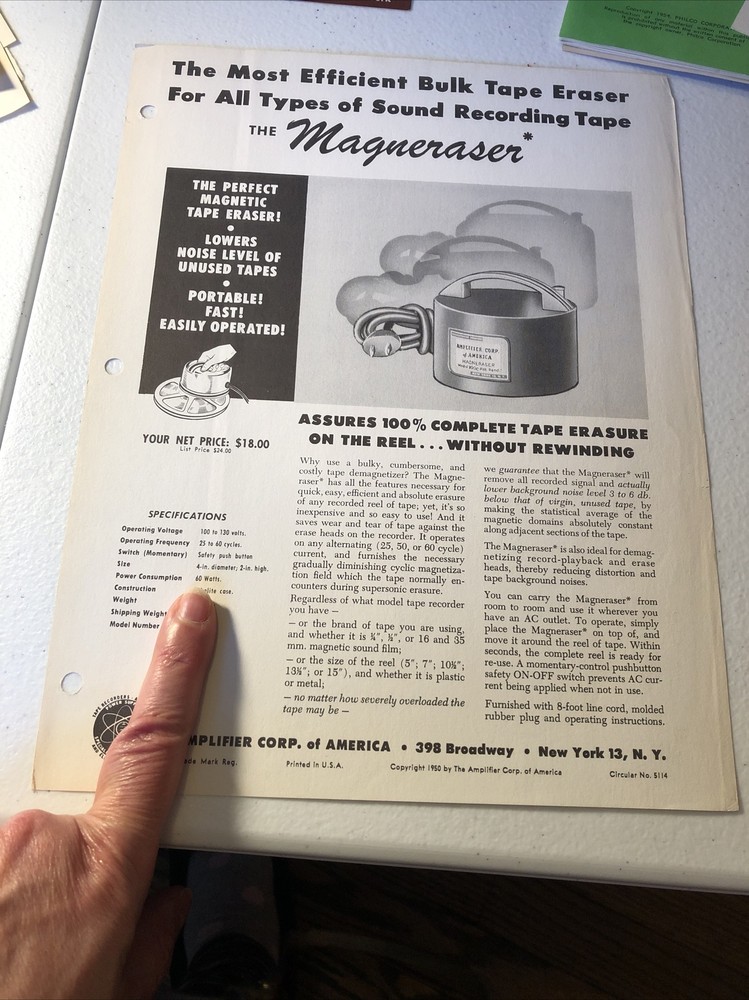 Copyright 1954, PHILCO CORPORA
The Most Efficient Bulk Tape Eraser
For All Types of Sound Recording Tape
THE Magneraser*
THE PERFECT
MAGNETIC
TAPE ERASER!
•
LOWERS
NOISE LEVEL OF
UNUSED TAPES
•
PORTABLE!
FAST!
EASILY OPERATED!
AMPLIFIER CORP.
of AMERICA
MAGNERASER
YOUR NET PRICE: $18.00
List Price $24.00
SPECIFICATIONS
Operating Voltage 100 to 130 volts.
Operating Frequency 25 to 60 cycles.
Switch (Momentary) Safety push button
Size 4-in. diameter; 2-in. high.
Power Consumption 60 Watts.
Construction case.
Weight
Shipping Weight
Model Number
ASSURES 100% COMPLETE TAPE ERASURE
ON THE REEL . . . WITHOUT REWINDING
Why use a bulky, cumbersome, and
costly tape demagnetizer? The Magne-
raser* has all the features necessary for
quick, easy, efficient and absolute erasure
of any recorded reel of tape; yet, it's so
inexpensive and so easy to use! And it
saves wear and tear of tape against the
erase heads on the recorder. It operates
on any alternating (25, 50, or 60 cycle)
current, and furnishes the necessary
gradually diminishing cyclic magnetiza-
tion field which the tape normally en-
counters during supersonic erasure.
Regardless of what model tape recorder
you have —
— or the brand of tape you are using,
and whether it is ¼", ½", or 16 and 35
mm. magnetic sound film;
— or the size of the reel (5"; 7"; 10½";
13¾"; or 15"), and whether it is plastic
or metal;
— no matter how severely overloaded the
tape may be —
we guarantee that the Magneraser* will
remove all recorded signal and actually
lower background noise level 3 to 6 db.
below that of virgin, unused tape, by
making the statistical average of the
magnetic domains absolutely constant
along adjacent sections of the tape.
The Magneraser* is also ideal for demag-
netizing record-playback and erase
heads, thereby reducing distortion and
tape background noises.
You can carry the Magneraser* from
room to room and use it wherever you
have an AC outlet. To operate, simply
place the Magneraser* on top of, and
move it around the reel of tape. Within
seconds, the complete reel is ready for
re-use. A momentary-contact pushbutton
safety ON-OFF switch prevents AC cur-
rent being applied when not in use.
Furnished with 8-foot line cord, molded
rubber plug and operating instructions.
MPLIFIER CORP. of AMERICA • 398 Broadway • New York 13, N. Y.
ade Mark Reg. Printed in U.S.A. Copyright 1950 by The Amplifier Corp. of America Circular No. 5114